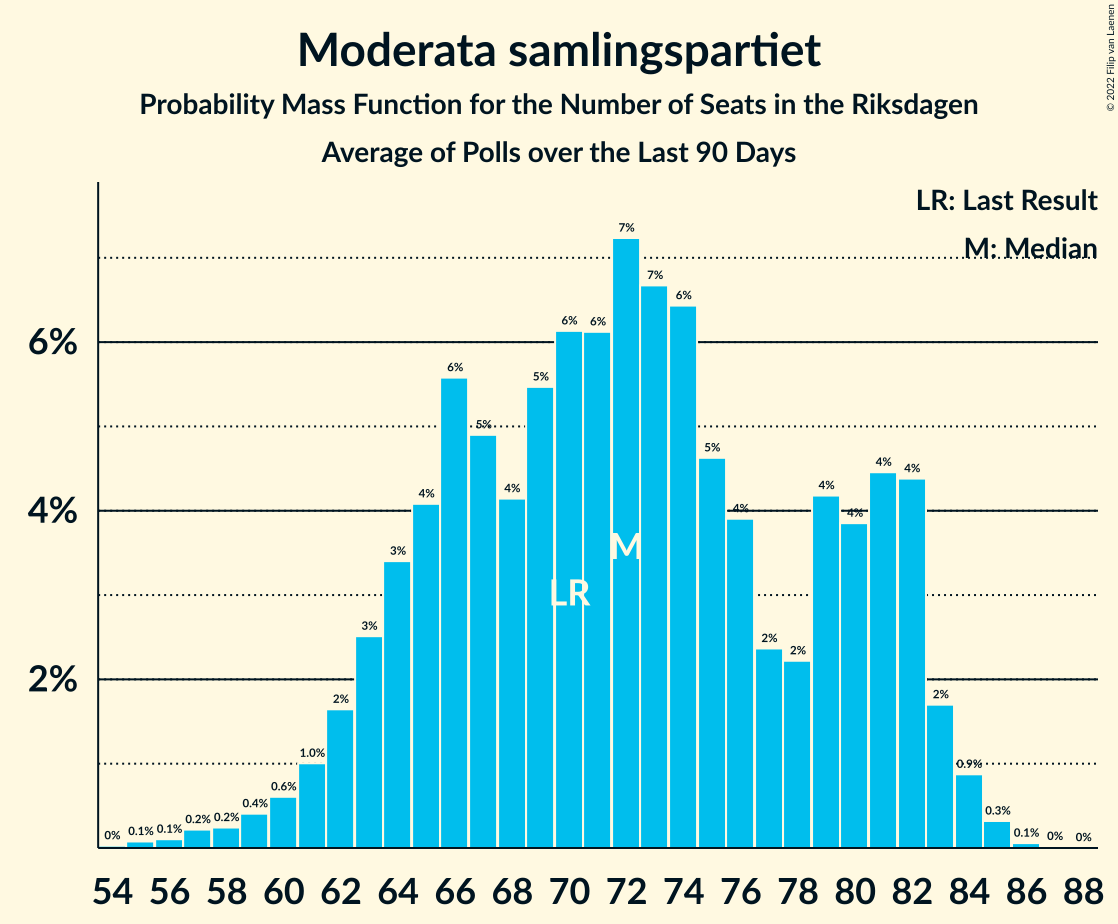 Moderata samlingspartiet
Probability Mass Function for the Number of Seats in the Riksdagen
Average of Polls over the Last 90 Days
© 2022 Filip van Laenen
LR: Last Result
M: Median
6%
4%
2%
0% 0.1% 0.1% 0.2% 0.2% 0.4% 0.6% 1.0% 2% 3% 3% 4% 6% 5% 4% 5% 6% 6% 7% 7% 6% 5% 4% 2% 2% 4% 4% 4% 4% 2% 0.9% 0.3% 0.1% 0% 0%
M
LR
54 56 58 60 62 64 66 68 70 72 74 76 78 80 82 84 86 88